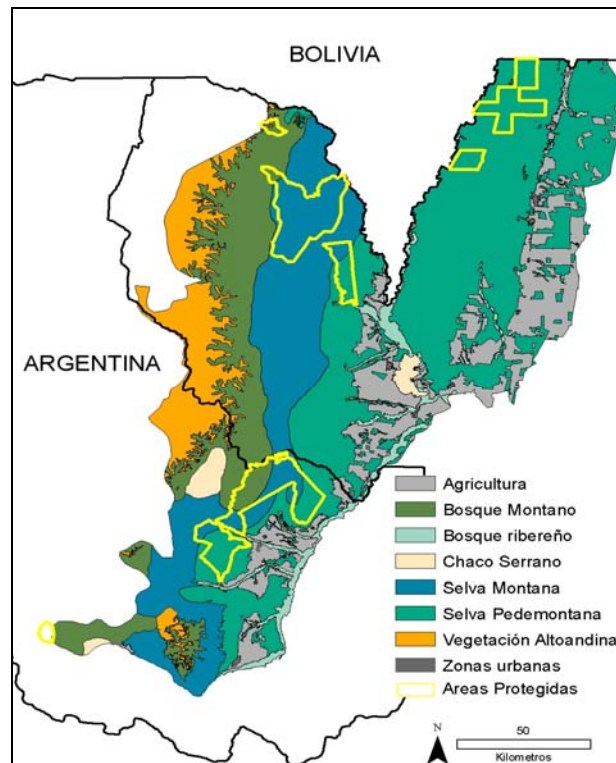 BOLIVIA
ARGENTINA
Agricultura
Bosque Montano
Bosque ribereño
Chaco Serrano
Selva Montana
Selva Pedemontana
Vegetación Altoandina
Zonas urbanas
Areas Protegidas
N
50
Kilometros